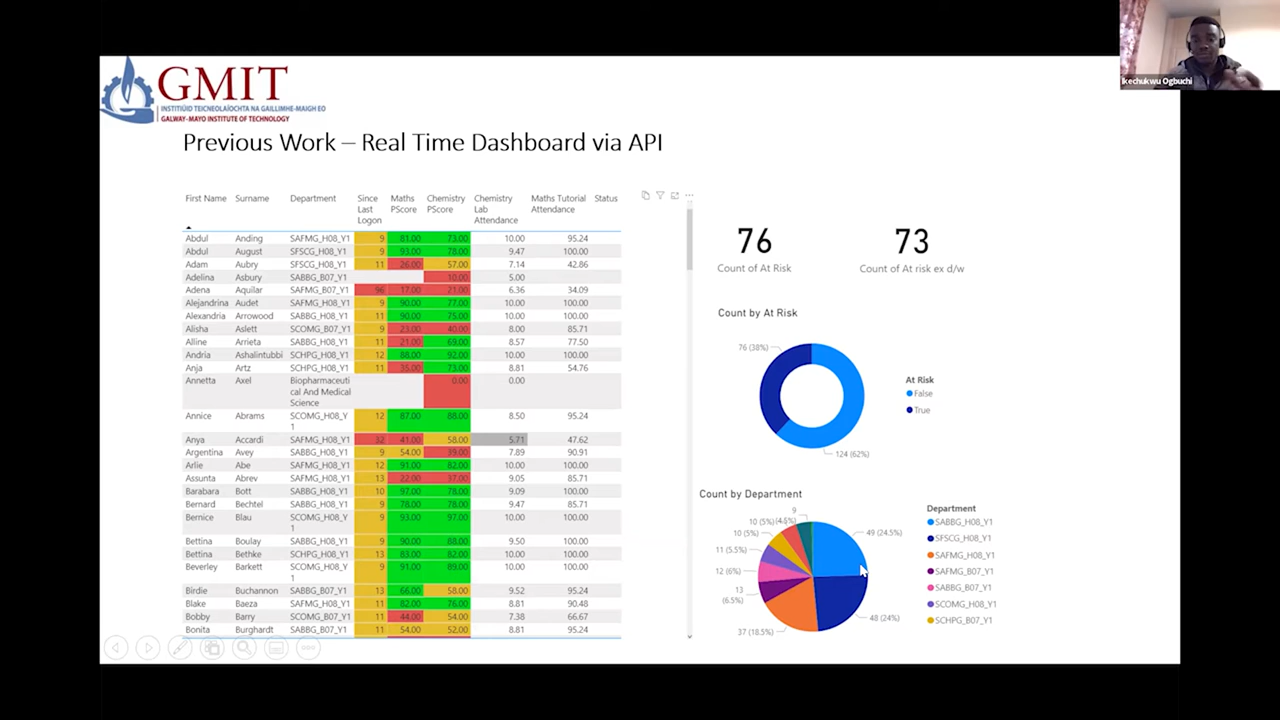 Ikechukwu Ogbuchi
GMIT
INSTITIÚID TEICNEOLAÍOCHTA NA GAILLIMHE-MAIGH EO
GALWAY-MAYO INSTITUTE OF TECHNOLOGY
Previous Work – Real Time Dashboard via API
First Name Surname Department Since Last Logon Maths PScore Chemistry PScore Chemistry Lab Attendance Maths Tutorial Attendance Status
Abdul Anding SAFMG_H08_Y1 9 81.00 73.00 10.00 95.24
Abdul August SFSCG_H08_Y1 9 93.00 78.00 9.47 100.00
Adam Aubry SFSCG_H08_Y1 11 26.00 57.00 7.14 42.86
Adelina Asbury SABBG_B07_Y1 10.00 5.00
Adena Aquilar SAFMG_B07_Y1 96 17.00 21.00 6.36 34.09
Alejandrina Audet SAFMG_H08_Y1 9 90.00 77.00 10.00 100.00
Alexandria Arrowood SABBG_H08_Y1 11 90.00 75.00 10.00 100.00
Alisha Aslett SCOMG_B07_Y1 9 23.00 40.00 8.00 85.71
Alline Arrieta SABBG_H08_Y1 11 21.00 69.00 8.57 77.50
Andria Ashalintubbi SCHPG_H08_Y1 12 88.00 92.00 10.00 100.00
Anja Artz SCHPG_H08_Y1 11 35.00 73.00 8.81 54.76
Annetta Axel Biopharmaceuti cal And Medical Science 0.00 0.00
Annice Abrams SCOMG_H08_Y 1 12 87.00 88.00 8.50 95.24
Anya Accardi SAFMG_H08_Y1 32 41.00 58.00 5.71 47.62
Argentina Avey SABBG_H08_Y1 9 54.00 39.00 7.89 90.91
Arlie Abe SAFMG_H08_Y1 12 91.00 82.00 10.00 100.00
Assunta Abrev SAFMG_H08_Y1 13 22.00 37.00 9.05 85.71
Barabara Bott SABBG_H08_Y1 10 97.00 78.00 9.09 100.00
Bernard Bechtel SABBG_H08_Y1 9 78.00 78.00 9.47 85.71
Bernice Blau SCOMG_H08_Y 1 9 93.00 97.00 10.00 100.00
Bettina Boulay SABBG_H08_Y1 9 90.00 88.00 9.50 100.00
Bettina Bethke SCHPG_H08_Y1 13 83.00 82.00 10.00 100.00
Beverley Barkett SCOMG_H08_Y 1 9 91.00 89.00 10.00 100.00
Birdie Buchannon SABBG_H08_Y1 13 66.00 58.00 9.52 95.24
Blake Baeza SAFMG_H08_Y1 11 82.00 76.00 8.81 90.48
Bobby Barry SCOMG_B07_Y1 11 44.00 54.00 7.38 66.67
Bonita Burghardt SABBG_B07_Y1 11 54.00 52.00 8.81 95.24
76 73
Count of At Risk Count of At risk ex d/w
Count by At Risk
76 (38%)
124 (62%)
At Risk
False
True
Count by Department
9
(4.5%)
10 (5%)
10 (5%)
11 (5.5%)
12 (6%)
13
(6.5%)
37 (18.5%)
48 (24%)
49 (24.5%)
Department
SABBG_H08_Y1
SFSCG_H08_Y1
SAFMG_H08_Y1
SAFMG_B07_Y1
SABBG_B07_Y1
SCOMG_H08_Y1
SCHPG_B07_Y1